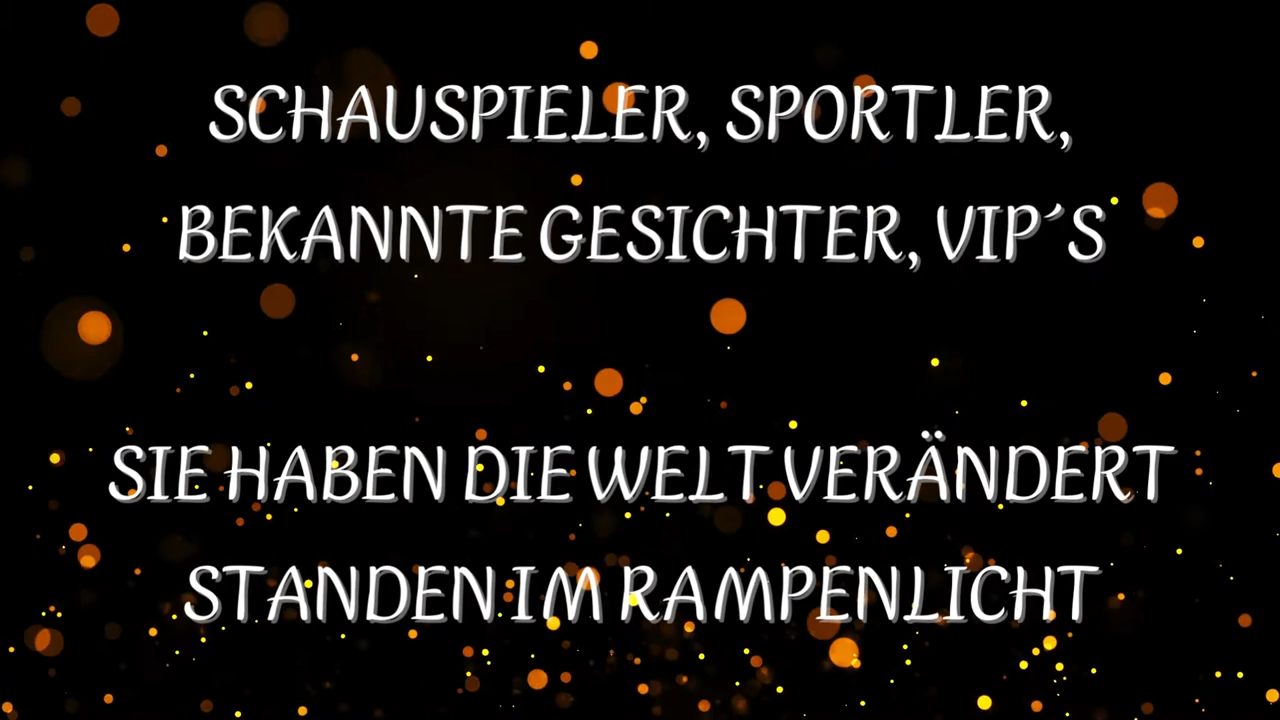 SCHAUSPIELER, SPORTLER,
BEKANNTE GESICHTER, VIP´S
SIE HABEN DIE WELT VERÄNDERT
STANDEN IM RAMPENLICHT